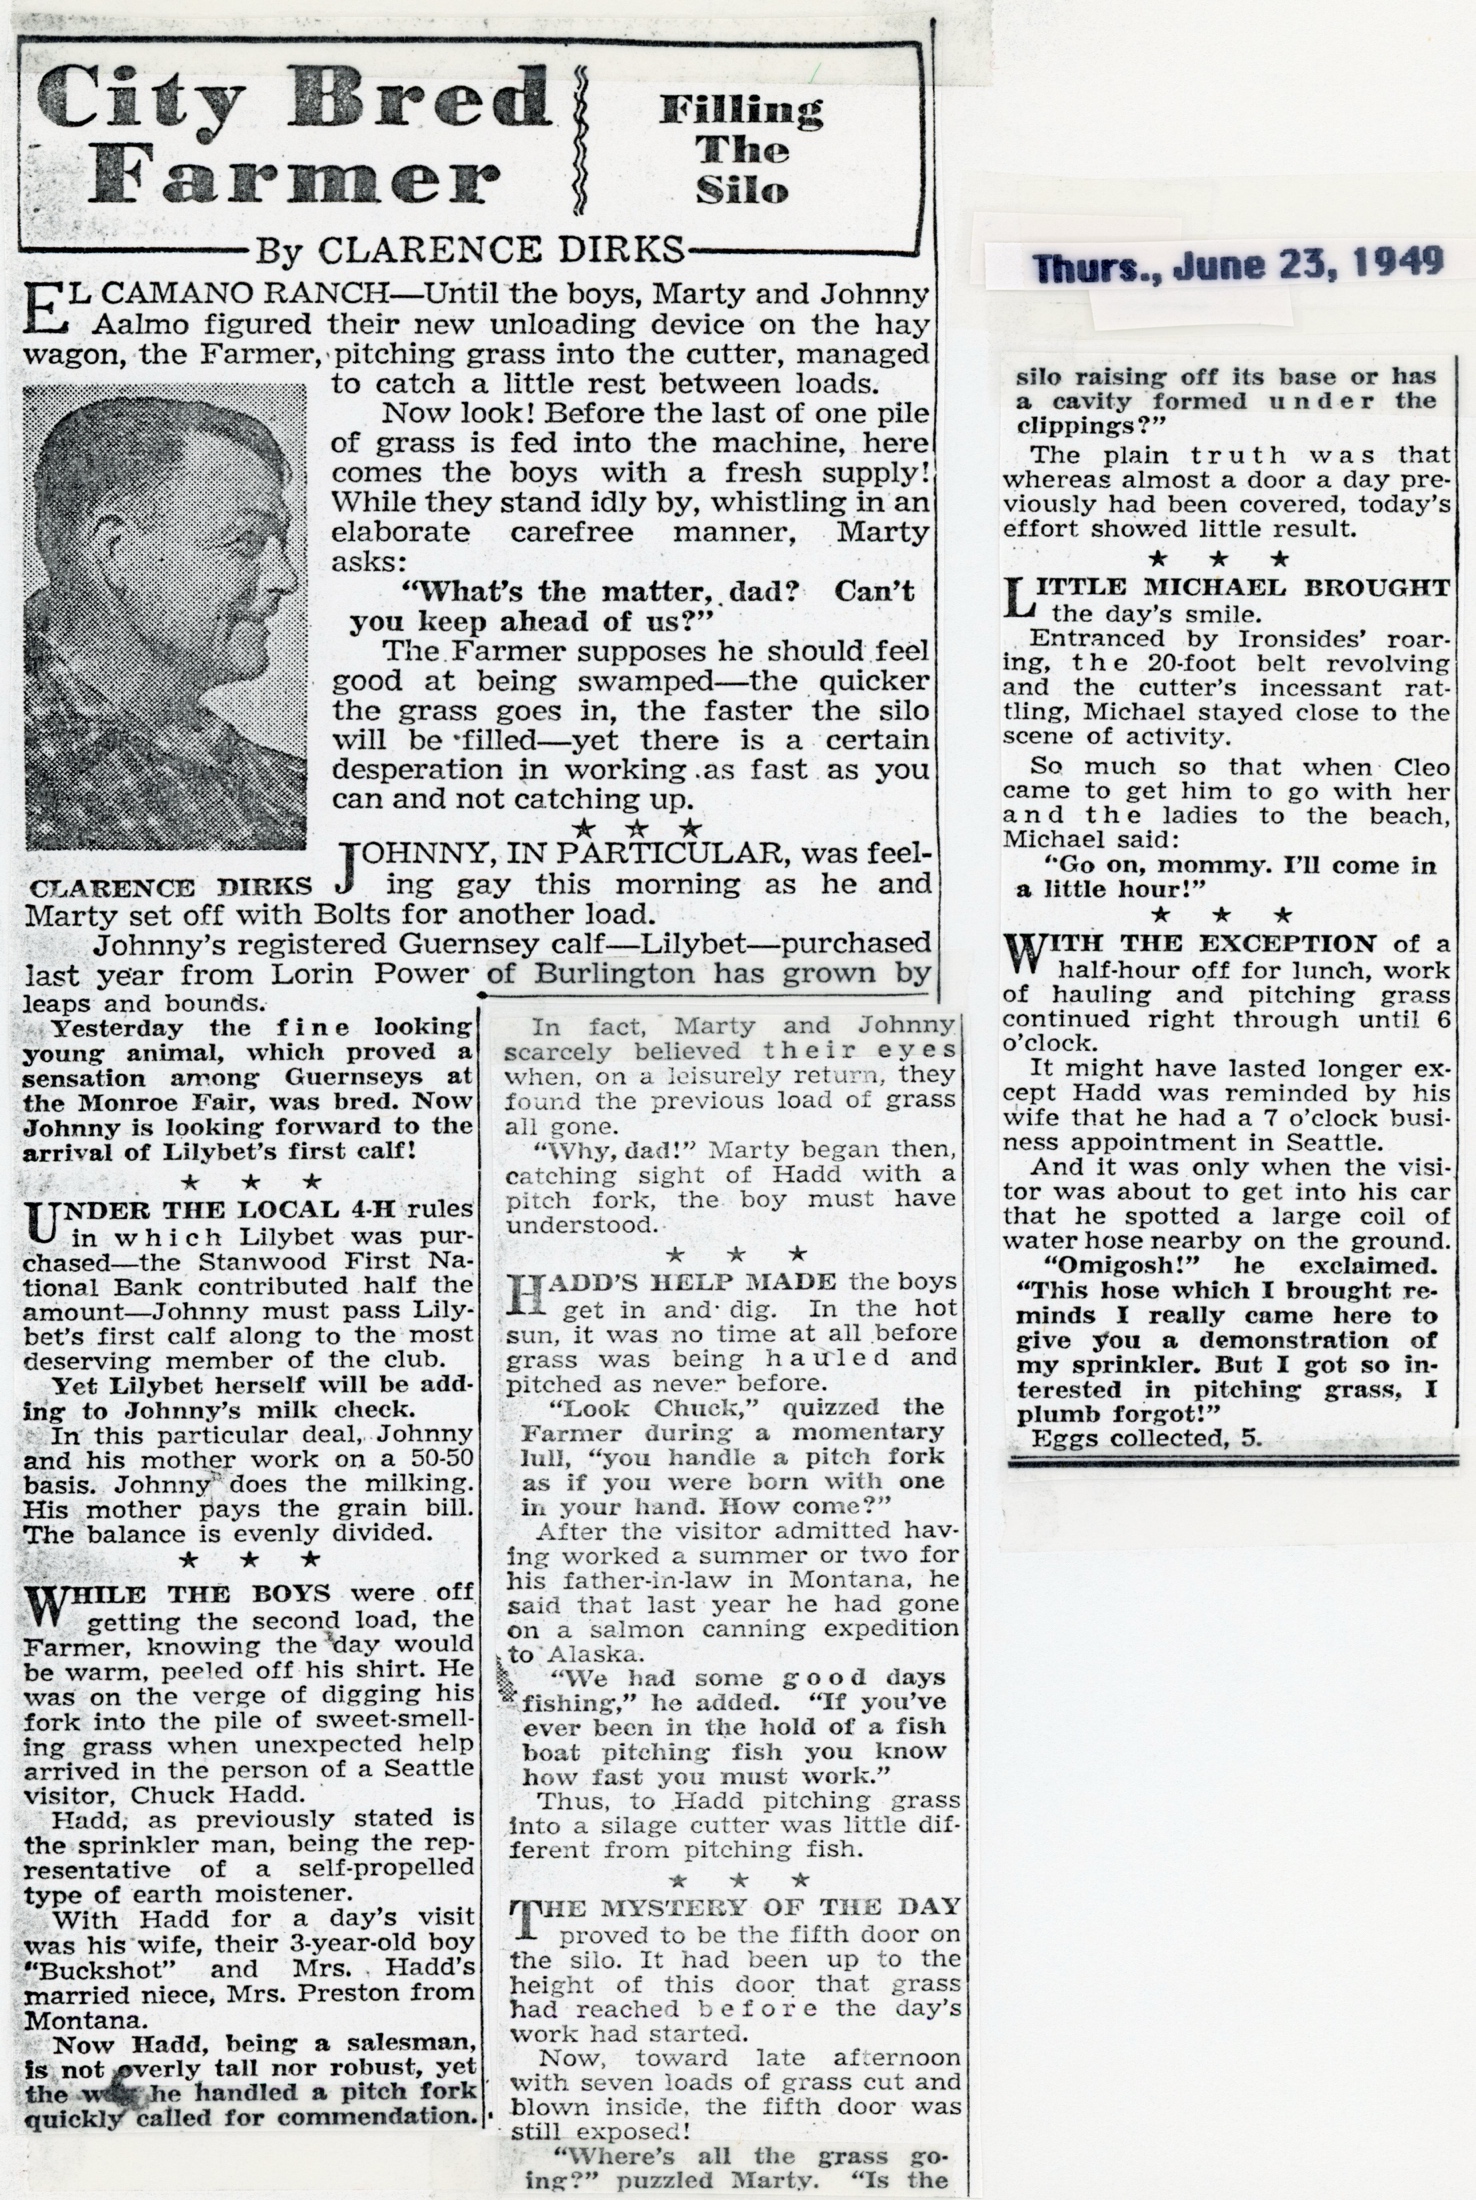 City Bred
Farmer
Filling
The
Silo
By CLARENCE DIRKS
EL CAMANO RANCH—Until the boys, Marty and Johnny
Aalmo figured their new unloading device on the hay
wagon, the Farmer, pitching grass into the cutter, managed
to catch a little rest between loads.
Now look! Before the last of one pile
of grass is fed into the machine, here
comes the boys with a fresh supply!
While they stand idly by, whistling in an
elaborate carefree manner, Marty
asks:
"What's the matter, dad? Can't
you keep ahead of us?"
The Farmer supposes he should feel
good at being swamped—the quicker
the grass goes in, the faster the silo
will be filled—yet there is a certain
desperation in working as fast as you
can and not catching up.
★ ★ ★
JOHNNY, IN PARTICULAR, was feel-
CLARENCE DIRKS
ing gay this morning as he and
Marty set off with Bolts for another load.
Johnny's registered Guernsey calf—Lilybet—purchased
last year from Lorin Power of Burlington has grown by
leaps and bounds.
Yesterday the fine looking
young animal, which proved a
sensation among Guernseys at
the Monroe Fair, was bred. Now
Johnny is looking forward to the
arrival of Lilybet's first calf!
★ ★ ★
UNDER THE LOCAL 4-H rules
in which Lilybet was pur-
chased—the Stanwood First Na-
tional Bank contributed half the
amount—Johnny must pass Lily-
bet's first calf along to the most
deserving member of the club.
Yet Lilybet herself will be add-
ing to Johnny's milk check.
In this particular deal, Johnny
and his mother work on a 50-50
basis. Johnny does the milking.
His mother pays the grain bill.
The balance is evenly divided.
★ ★ ★
WHILE THE BOYS were off
getting the second load, the
Farmer, knowing the day would
be warm, peeled off his shirt. He
was on the verge of digging his
fork into the pile of sweet-smell-
ing grass when unexpected help
arrived in the person of a Seattle
visitor, Chuck Hadd.
Hadd, as previously stated is
the sprinkler man, being the rep-
resentative of a self-propelled
type of earth moistener.
With Hadd for a day's visit
was his wife, their 3-year-old boy
"Buckshot" and Mrs. Hadd's
married niece, Mrs. Preston from
Montana.
Now Hadd, being a salesman,
is not overly tall nor robust, yet
the way he handled a pitch fork
quickly called for commendation.
In fact, Marty and Johnny
scarcely believed their eyes
when, on a leisurely return, they
found the previous load of grass
all gone.
"Why, dad!" Marty began then,
catching sight of Hadd with a
pitch fork, the boy must have
understood.
★ ★ ★
HADD'S HELP MADE the boys
get in and dig. In the hot
sun, it was no time at all before
grass was being hauled and
pitched as never before.
"Look Chuck," quizzed the
Farmer during a momentary
lull, "you handle a pitch fork
as if you were born with one
in your hand. How come?"
After the visitor admitted hav-
ing worked a summer or two for
his father-in-law in Montana, he
said that last year he had gone
on a salmon canning expedition
to Alaska.
"We had some good days
fishing," he added. "If you've
ever been in the hold of a fish
boat pitching fish you know
how fast you must work."
Thus, to Hadd pitching grass
into a silage cutter was little dif-
ferent from pitching fish.
★ ★ ★
THE MYSTERY OF THE DAY
proved to be the fifth door on
the silo. It had been up to the
height of this door that grass
had reached before the day's
work had started.
Now, toward late afternoon
with seven loads of grass cut and
blown inside, the fifth door was
still exposed!
"Where's all the grass go-
ing?" puzzled Marty. "Is the
Thurs., June 23, 1949
silo raising off its base or has
a cavity formed under the
clippings?"
The plain truth was that
whereas almost a door a day pre-
viously had been covered, today's
effort showed little result.
★ ★ ★
LITTLE MICHAEL BROUGHT
the day's smile.
Entranced by Ironsides' roar-
ing, the 20-foot belt revolving
and the cutter's incessant rat-
tling, Michael stayed close to the
scene of activity.
So much so that when Cleo
came to get him to go with her
and the ladies to the beach,
Michael said:
"Go on, mommy. I'll come in
a little hour!"
★ ★ ★
WITH THE EXCEPTION of a
half-hour off for lunch, work
of hauling and pitching grass
continued right through until 6
o'clock.
It might have lasted longer ex-
cept Hadd was reminded by his
wife that he had a 7 o'clock busi-
ness appointment in Seattle.
And it was only when the visi-
tor was about to get into his car
that he spotted a large coil of
water hose nearby on the ground.
"Omigosh!" he exclaimed.
"This hose which I brought re-
minds I really came here to
give you a demonstration of
my sprinkler. But I got so in-
terested in pitching grass, I
plumb forgot!"
Eggs collected, 5.